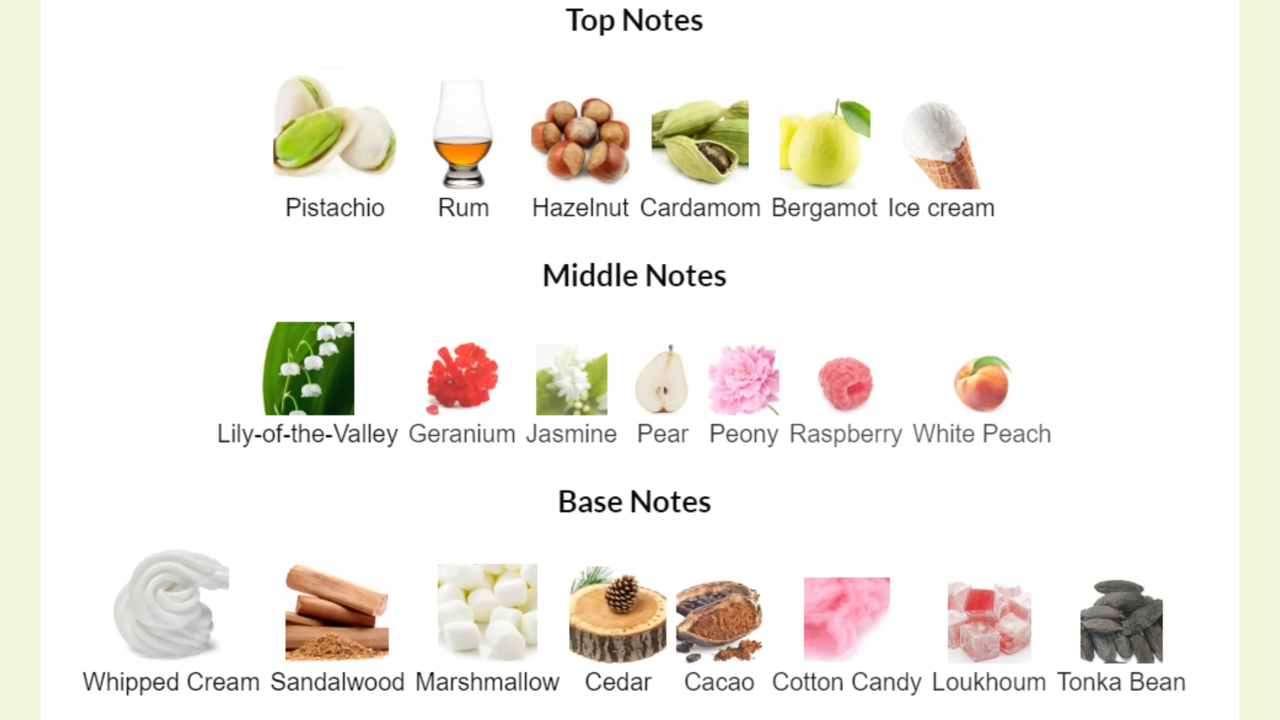 Top Notes
Pistachio Rum Hazelnut Cardamom Bergamot Ice cream
Middle Notes
Lily-of-the-Valley Geranium Jasmine Pear Peony Raspberry White Peach
Base Notes
Whipped Cream Sandalwood Marshmallow Cedar Cacao Cotton Candy Loukhoum Tonka Bean